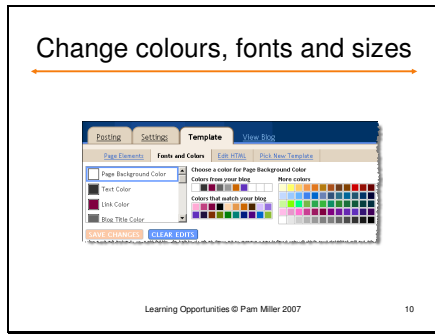 Change colours, fonts and sizes
Posting Settings Template View Blog
Page Elements Fonts and Colors Edit HTML Pick New Template
Page Background Color
Text Color
Link Color
Blog Title Color
Choose a color for Page Background Color
Colors from your blog More colors
Colors that match your blog
SAVE CHANGES CLEAR EDITS
Learning Opportunities © Pam Miller 2007 10